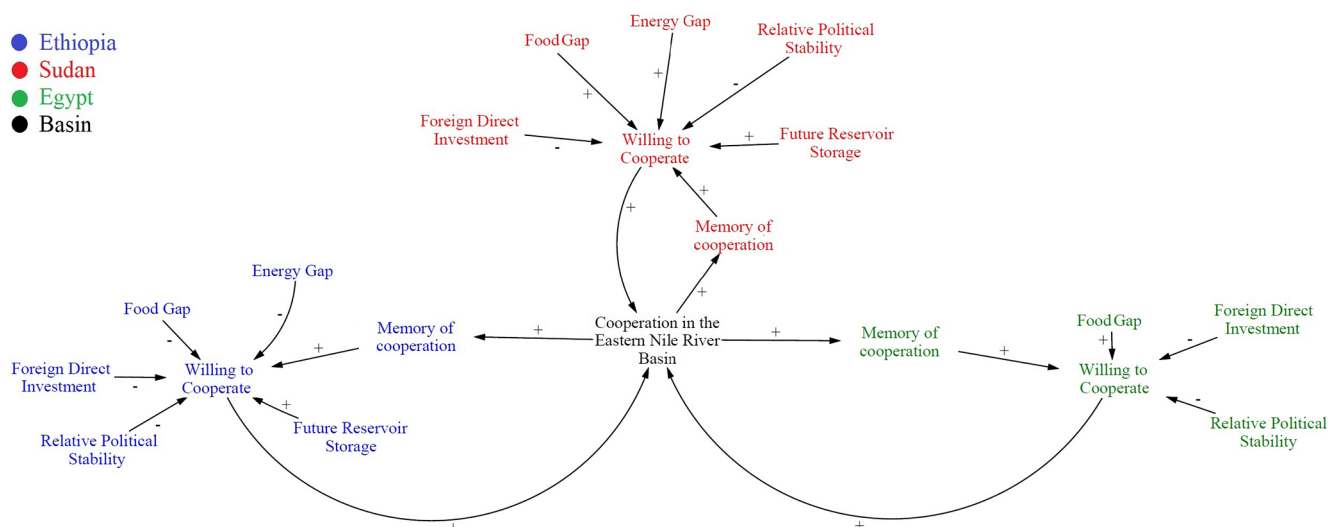 Ethiopia
Sudan
Egypt
Basin
Energy Gap
Food Gap
Relative Political
Stability
Foreign Direct
Investment
Willing to
Cooperate
Future Reservoir
Storage
+
+
-
-
+
+
+
Memory of
cooperation
+
Energy Gap
Food Gap
-
-
Foreign Direct
Investment
-
Relative Political
Stability
-
Willing to
Cooperate
+
Future Reservoir
Storage
+
Memory of
cooperation
+
Cooperation in the
Eastern Nile River
Basin
+
Memory of
cooperation
+
Food Gap
+
Foreign Direct
Investment
-
Willing to
Cooperate
-
Relative Political
Stability
+
+